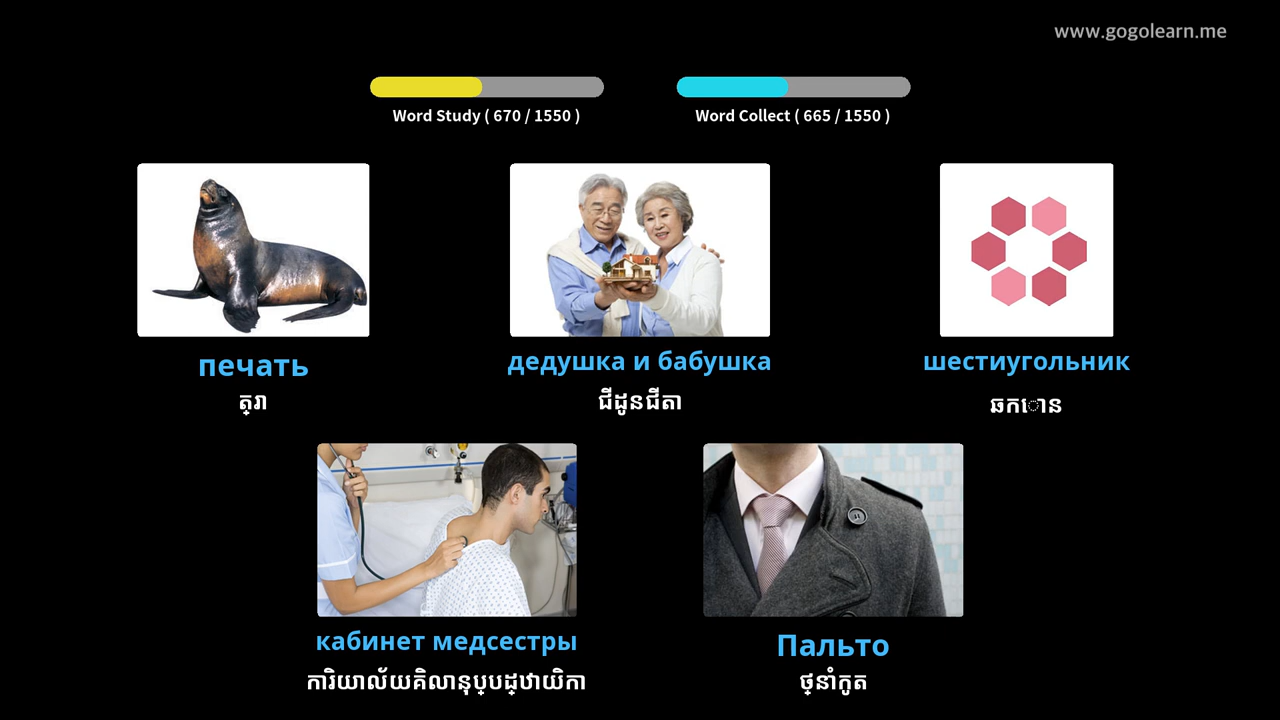 www.gogolearn.me
Word Study ( 670 / 1550 )
Word Collect ( 665 / 1550 )
печать
ត្រា
дедушка и бабушка
ជីដូនជីតា
шестиугольник
ឆកោន
кабинет медсестры
ការិយាល័យគិលានុប្បដ្ឋាយិកា
Пальто
ថ្នាំកូត